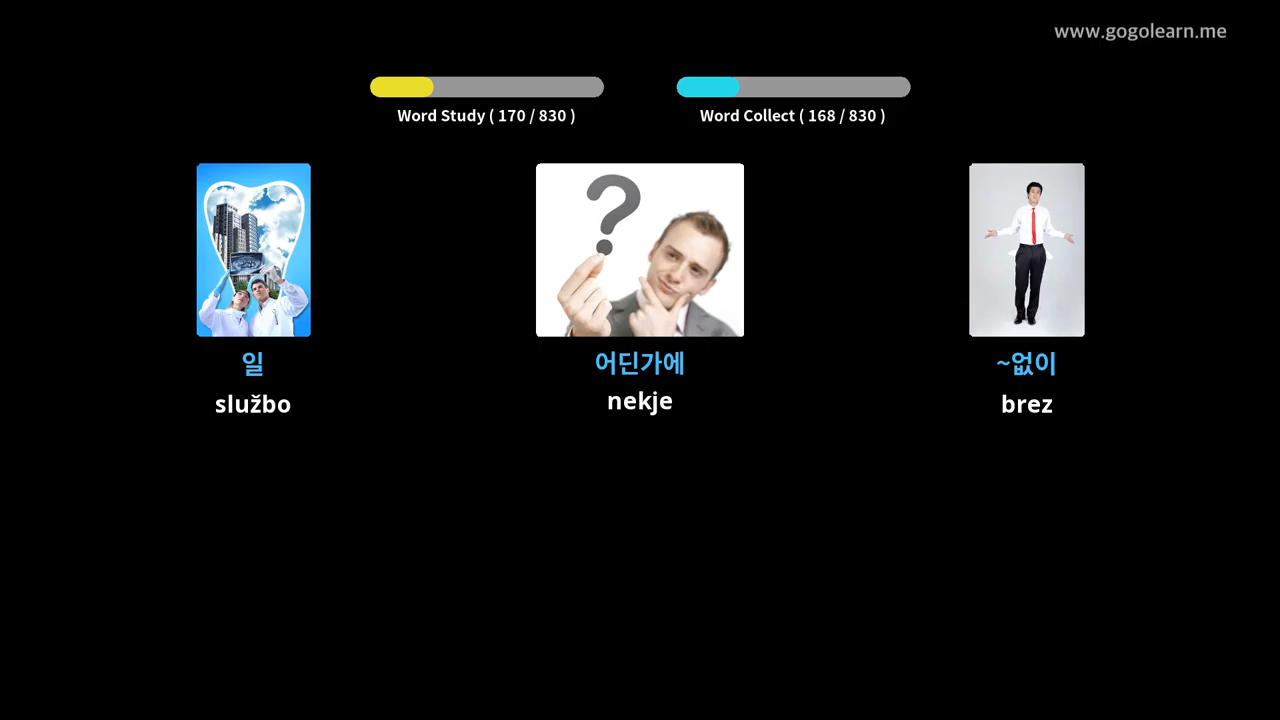 www.gogolearn.me
Word Study ( 170 / 830 )
Word Collect ( 168 / 830 )
일
어딘가에
~없이
službo
nekje
brez